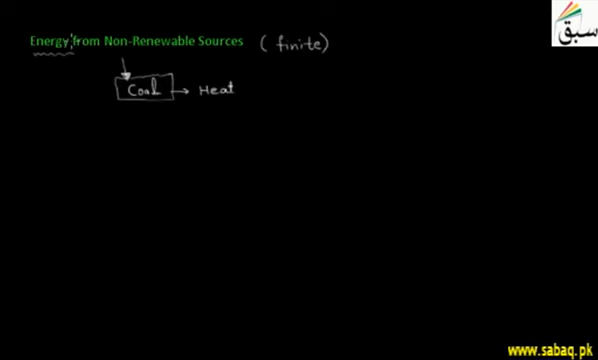 Energy from Non-Renewable Sources (finite)
Coal → Heat
سبق
www.sabaq.pk